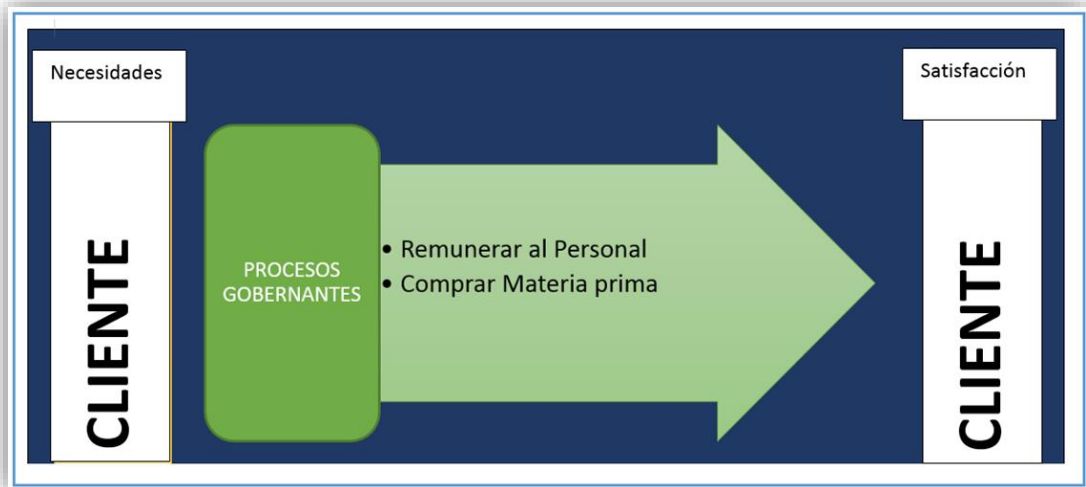 Necesidades
CLIENTE
PROCESOS
GOBERNANTES
• Remunerar al Personal
• Comprar Materia prima
Satisfacción
CLIENTE